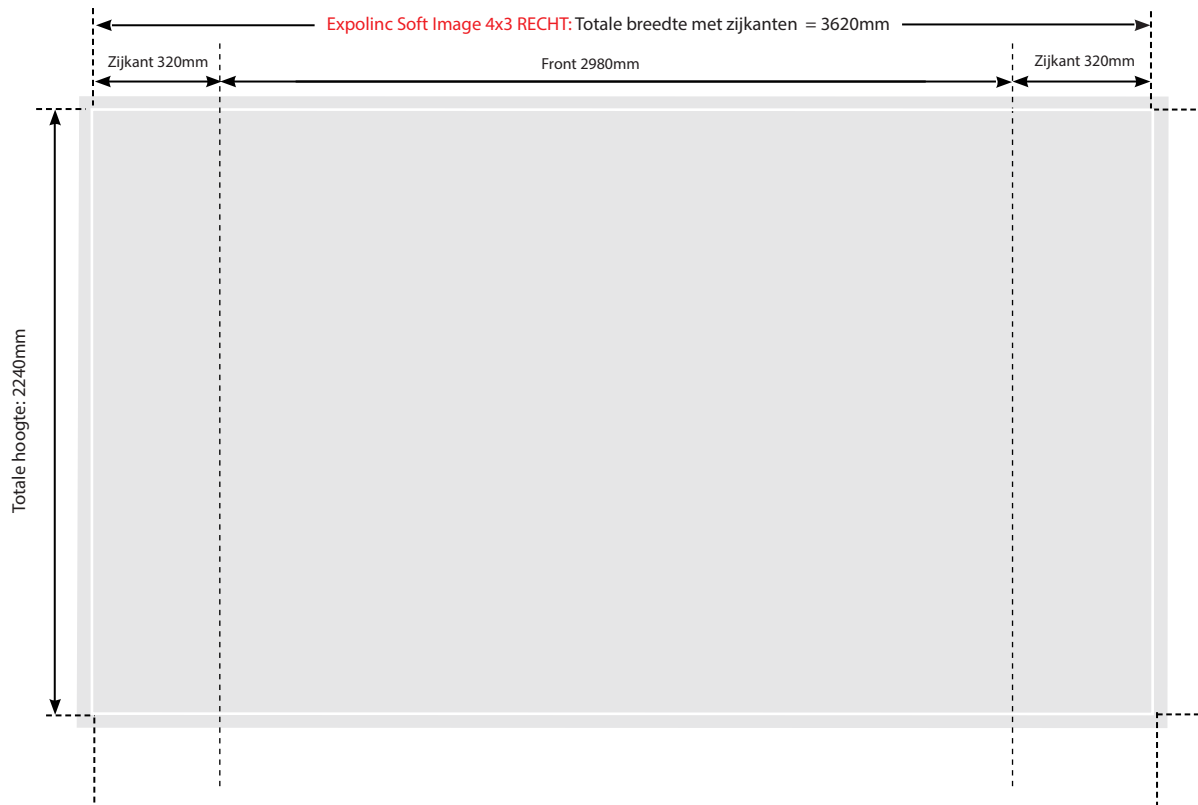 Expolinc Soft Image 4x3 RECHT: Totale breedte met zijkanten = 3620mm
Zijkant 320mm
Front 2980mm
Zijkant 320mm
Totale hoogte: 2240mm